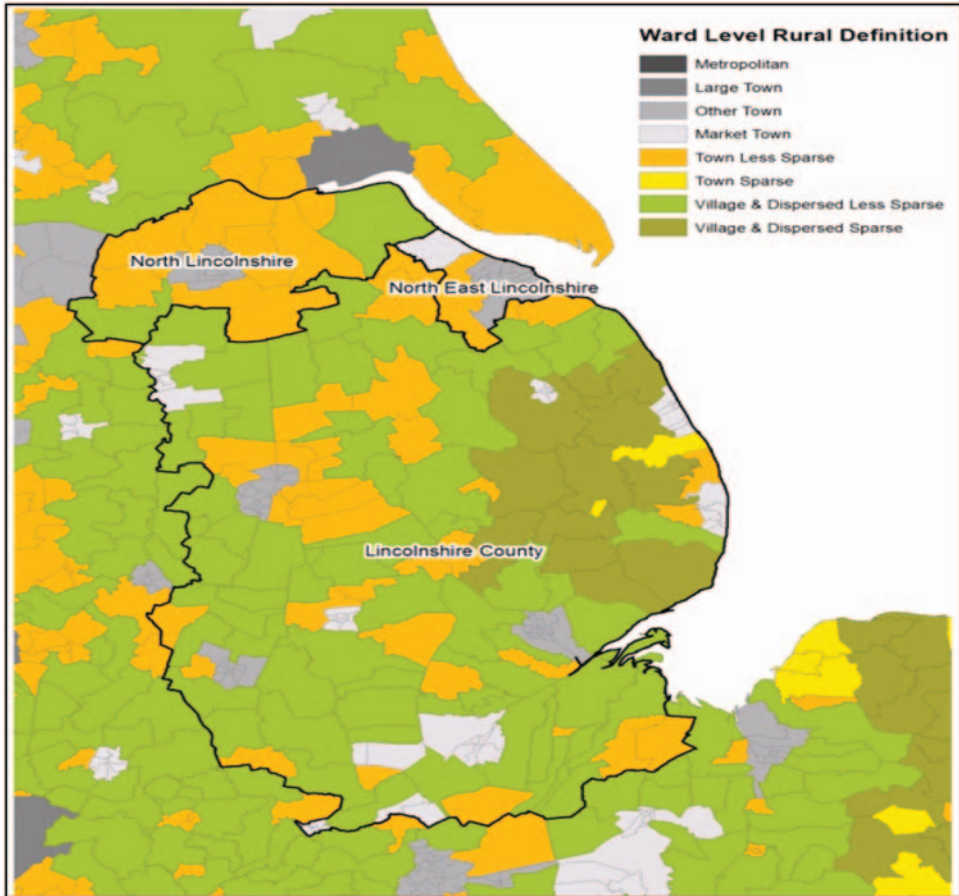 Ward Level Rural Definition
Metropolitan
Large Town
Other Town
Market Town
Town Less Sparse
Town Sparse
Village & Dispersed Less Sparse
Village & Dispersed Sparse
North Lincolnshire
North East Lincolnshire
Lincolnshire County